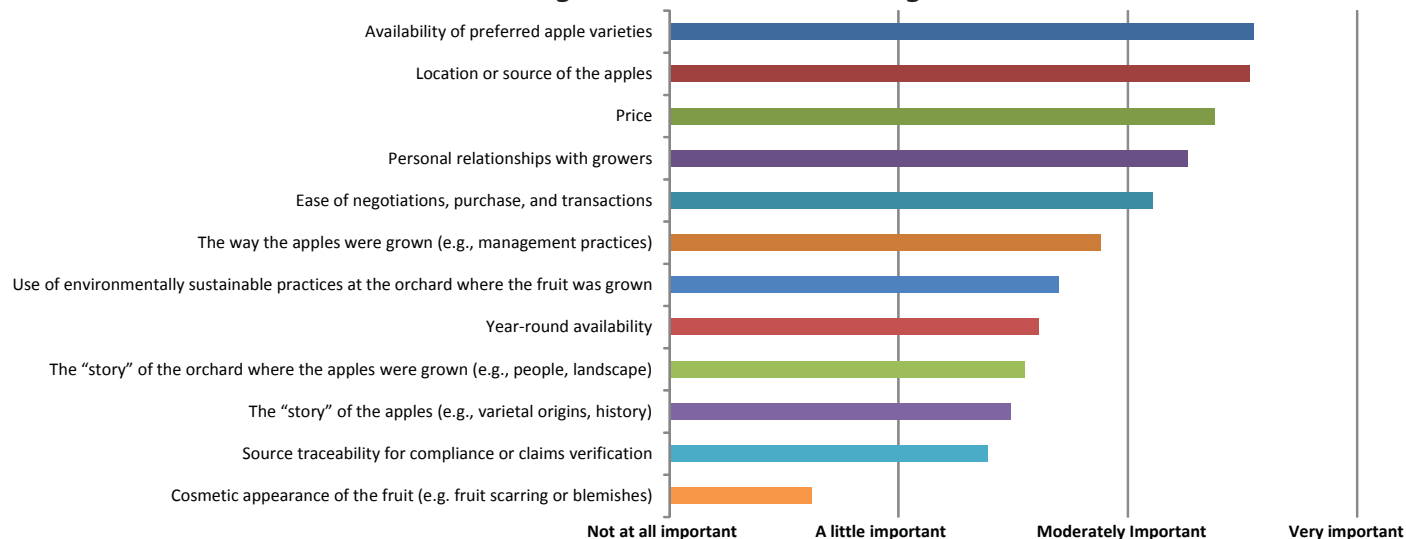 Availability of preferred apple varieties
Location or source of the apples
Price
Personal relationships with growers
Ease of negotiations, purchase, and transactions
The way the apples were grown (e.g., management practices)
Use of environmentally sustainable practices at the orchard where the fruit was grown
Year-round availability
The “story” of the orchard where the apples were grown (e.g., people, landscape)
The “story” of the apples (e.g., varietal origins, history)
Source traceability for compliance or claims verification
Cosmetic appearance of the fruit (e.g. fruit scarring or blemishes)
Not at all important A little important Moderately Important Very important